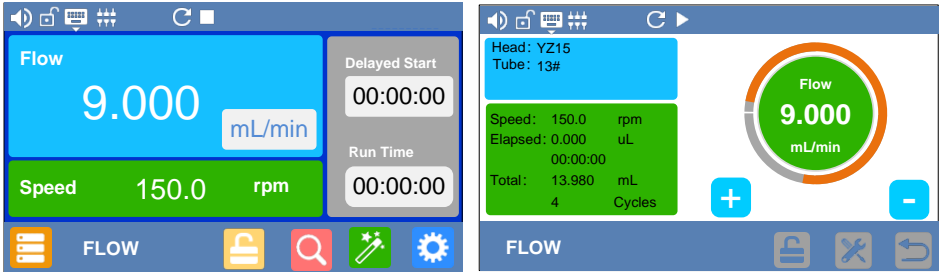 Flow
9.000
mL/min
Speed 150.0 rpm
Delayed Start
00:00:00
Run Time
00:00:00
FLOW
Head: YZ15
Tube: 13#
Speed: 150.0 rpm
Elapsed: 0.000 uL
00:00:00
Total: 13.980 mL
4 Cycles
Flow
9.000
mL/min
+
-
FLOW